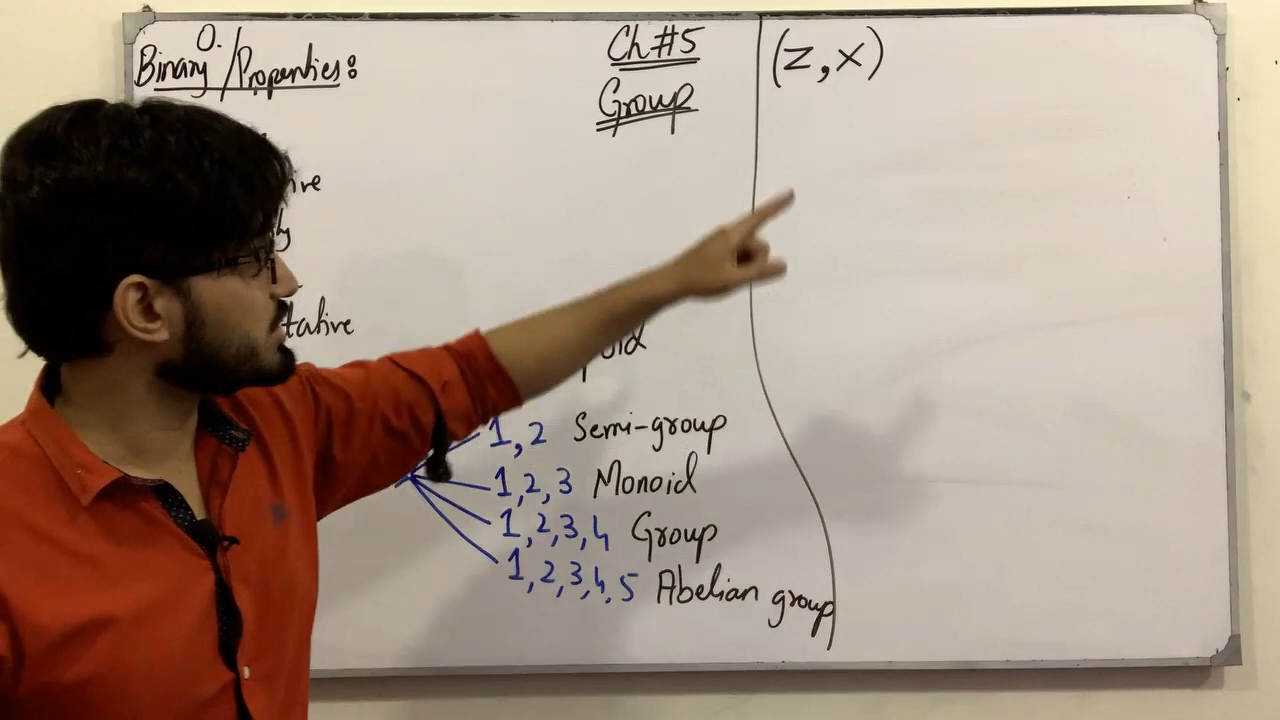 Binary O. /Properties:
Ch#5
Group
(Z, x)
1,2 Semi-group
1,2,3 Monoid
1,2,3,4 Group
1,2,3,4,5 Abelian group